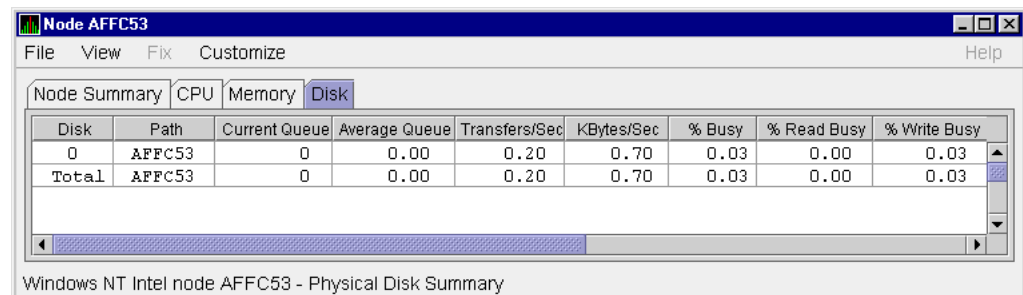 Node AFFC53
File View Fix Customize Help
Node Summary CPU Memory Disk
Disk Path Current Queue Average Queue Transfers/Sec KBytes/Sec % Busy % Read Busy % Write Busy
0 AFFC53 0 0.00 0.20 0.70 0.03 0.00 0.03
Total AFFC53 0 0.00 0.20 0.70 0.03 0.00 0.03
Windows NT Intel node AFFC53 - Physical Disk Summary